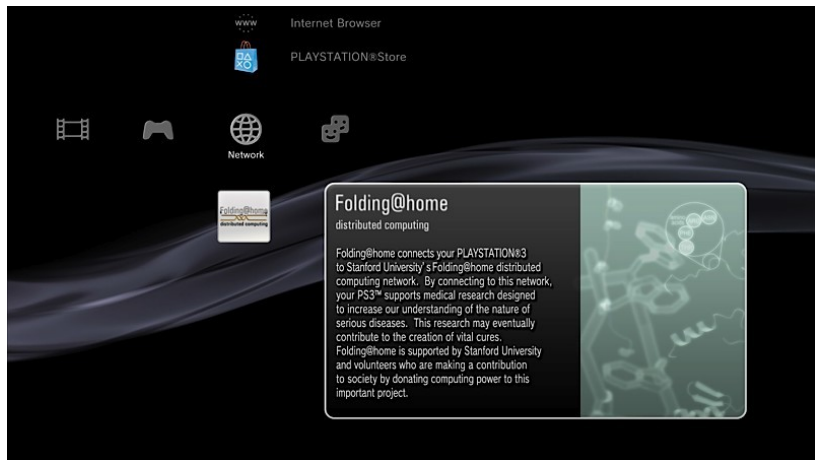 Internet Browser
PLAYSTATION®Store
Network
Folding@home
distributed computing
Folding@home
distributed computing
Folding@home connects your PLAYSTATION®3
to Stanford University's Folding@home distributed
computing network. By connecting to this network,
your PS3™ supports medical research designed
to increase our understanding of the nature of
serious diseases. This research may eventually
contribute to the creation of vital cures.
Folding@home is supported by Stanford University
and volunteers who are making a contribution
to society by donating computing power to this
important project.